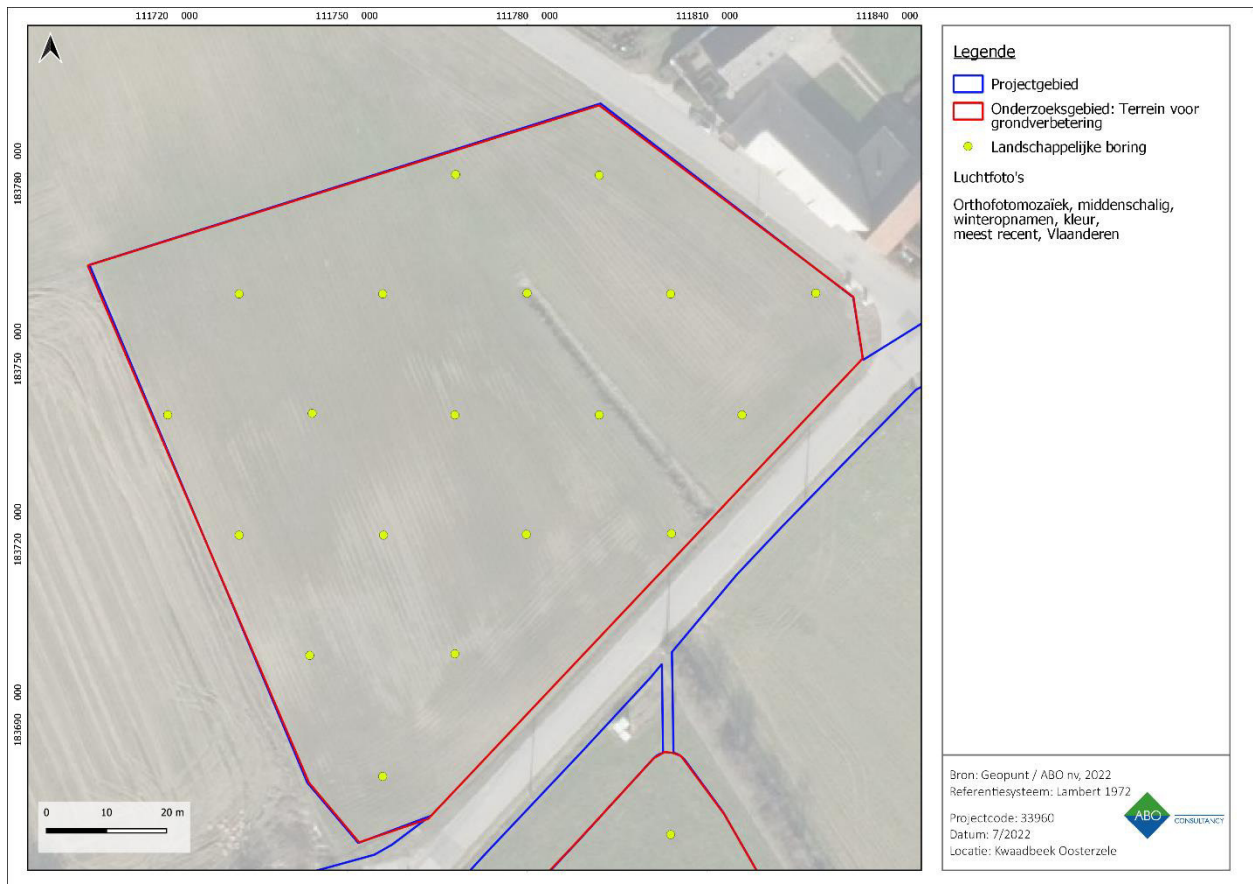 111720 000 111750 000 111780 000 111810 000 111840 000
183780 000
183750 000
183720 000
183690 000
0 10 20 m
Legende
Projectgebied
Onderzoeksgebied: Terrein voor
grondverbetering
Landschappelijke boring
Luchtfoto's
Orthofotomozaïek, middenschalig,
winteropnamen, kleur,
meest recent, Vlaanderen
Bron: Geopunt / ABO nv, 2022
Referentiesysteem: Lambert 1972
Projectcode: 33960
Datum: 7/2022
Locatie: Kwaadbeek Oosterzele
ABO CONSULTANCY